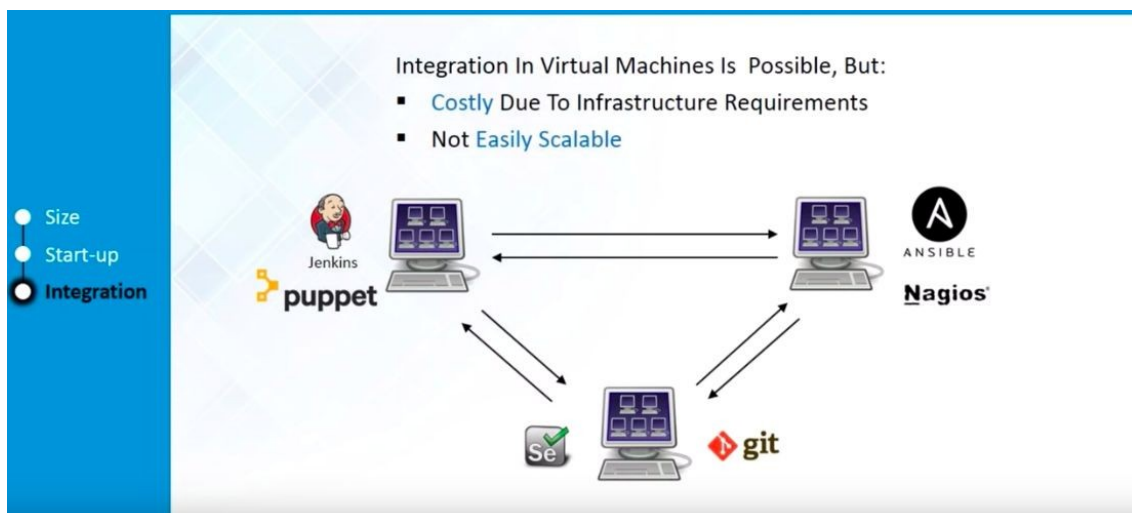 Integration In Virtual Machines Is Possible, But:
▪ Costly Due To Infrastructure Requirements
▪ Not Easily Scalable
Size
Start-up
Integration
Jenkins
puppet
ANSIBLE
Nagios®
Se
git